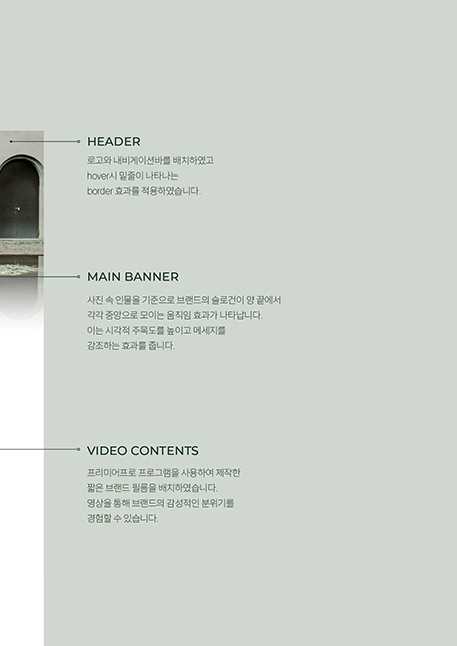 HEADER
로고와 내비게이션바를 배치하였고
hover시 밑줄이 나타나는
border 효과를 적용하였습니다.
MAIN BANNER
사진 속 인물을 기준으로 브랜드의 슬로건이 양 끝에서
각각 중앙으로 모이는 움직임 효과가 나타납니다.
이는 시각적 주목도를 높이고 메세지를
강조하는 효과를 줍니다.
VIDEO CONTENTS
프리미어프로 프로그램을 사용하여 제작한
짧은 브랜드 필름을 배치하였습니다.
영상을 통해 브랜드의 감성적인 분위기를
경험할 수 있습니다.